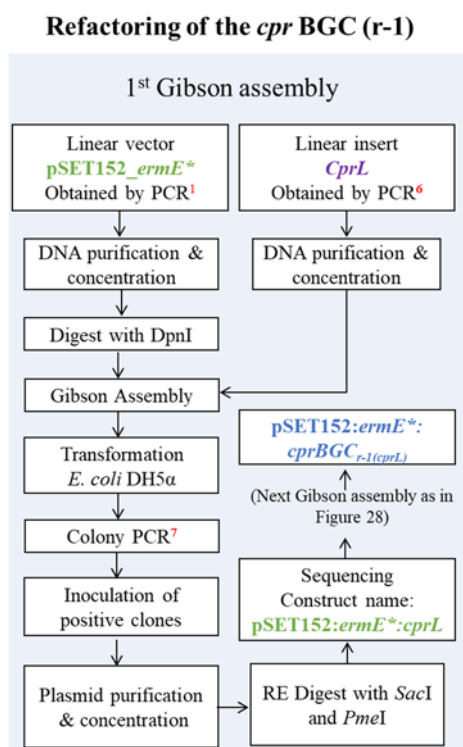 Refactoring of the cpr BGC (r-1)
1st Gibson assembly
Linear vector
pSET152_ermE*
Obtained by PCR1
Linear insert
CprL
Obtained by PCR6
DNA purification &
concentration
DNA purification &
concentration
Digest with DpnI
Gibson Assembly
Transformation
E. coli DH5α
Colony PCR7
Inoculation of
positive clones
Plasmid purification
& concentration
RE Digest with SacI
and PmeI
Sequencing
Construct name:
pSET152:ermE*:cprL
(Next Gibson assembly as in
Figure 28)
pSET152:ermE*:
cprBGCr-1(cprL)